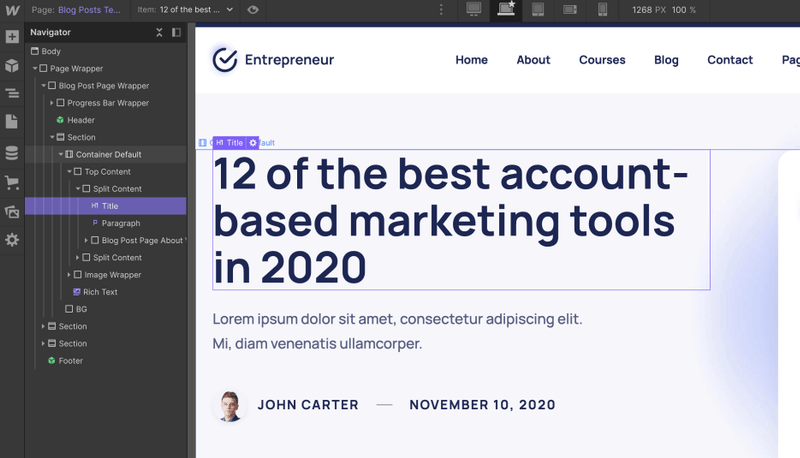 W
Page: Blog Posts Te...
Item: 12 of the best ...
1268 PX 100 %
Navigator
Body
Page Wrapper
Blog Post Page Wrapper
Progress Bar Wrapper
Header
Section
Container Default
Top Content
Split Content
H1 Title
P Paragraph
Blog Post Page About
Split Content
Image Wrapper
Rich Text
BG
Section
Section
Footer
Entrepreneur
Home
About
Courses
Blog
Contact
Pag
H1 Title
12 of the best account-
based marketing tools
in 2020
Lorem ipsum dolor sit amet, consectetur adipiscing elit.
Mi, diam venenatis ullamcorper.
JOHN CARTER — NOVEMBER 10, 2020